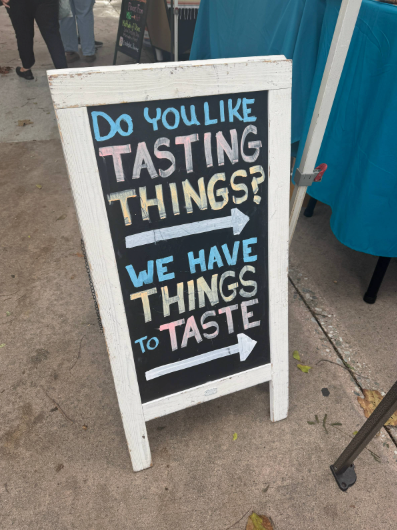 DO YOU LIKE
TASTING
THINGS?
WE HAVE
THINGS
TO TASTE